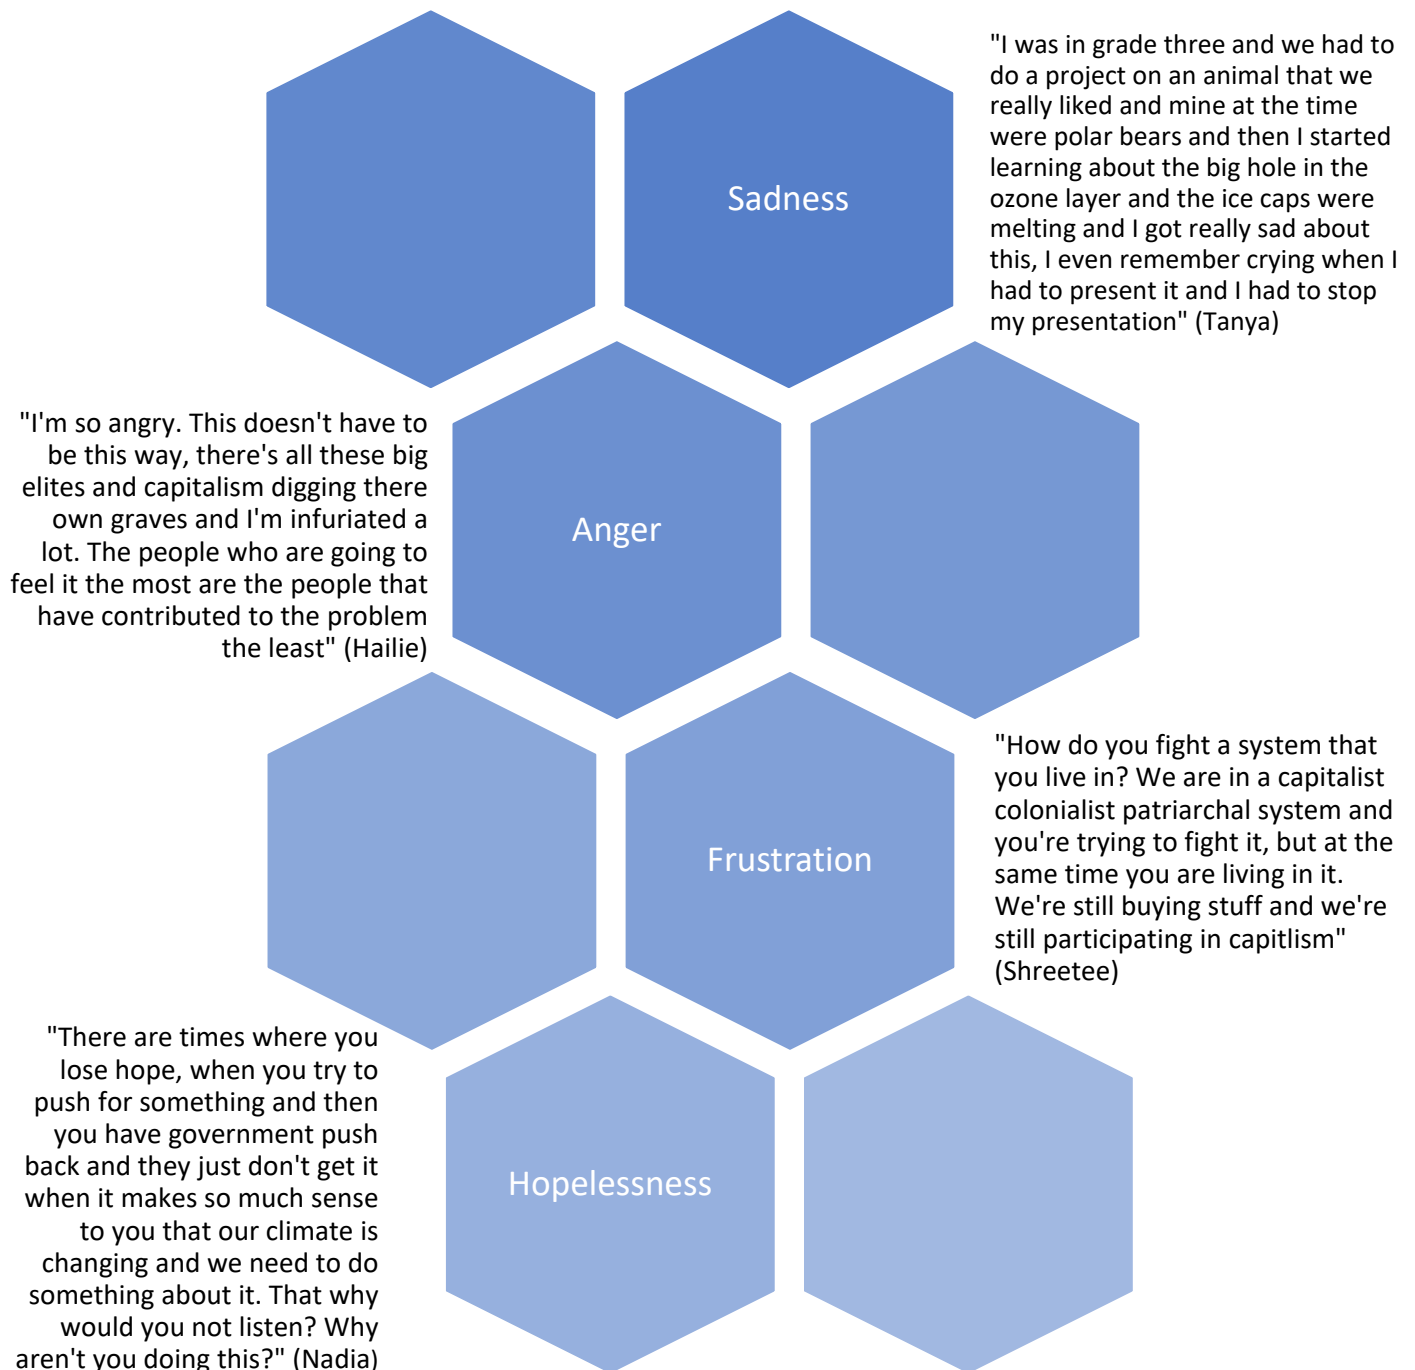 Sadness
"I was in grade three and we had to
do a project on an animal that we
really liked and mine at the time
were polar bears and then I started
learning about the big hole in the
ozone layer and the ice caps were
melting and I got really sad about
this, I even remember crying when I
had to present it and I had to stop
my presentation" (Tanya)
"I'm so angry. This doesn't have to
be this way, there's all these big
elites and capitalism digging there
own graves and I'm infuriated a
lot. The people who are going to
feel it the most are the people that
have contributed to the problem
the least" (Hailie)
Anger
Frustration
"How do you fight a system that
you live in? We are in a capitalist
colonialist patriarchal system and
you're trying to fight it, but at the
same time you are living in it.
We're still buying stuff and we're
still participating in capitlism"
(Shreetee)
"There are times where you
lose hope, when you try to
push for something and then
you have government push
back and they just don't get it
when it makes so much sense
to you that our climate is
changing and we need to do
something about it. That why
would you not listen? Why
aren't you doing this?" (Nadia)
Hopelessness